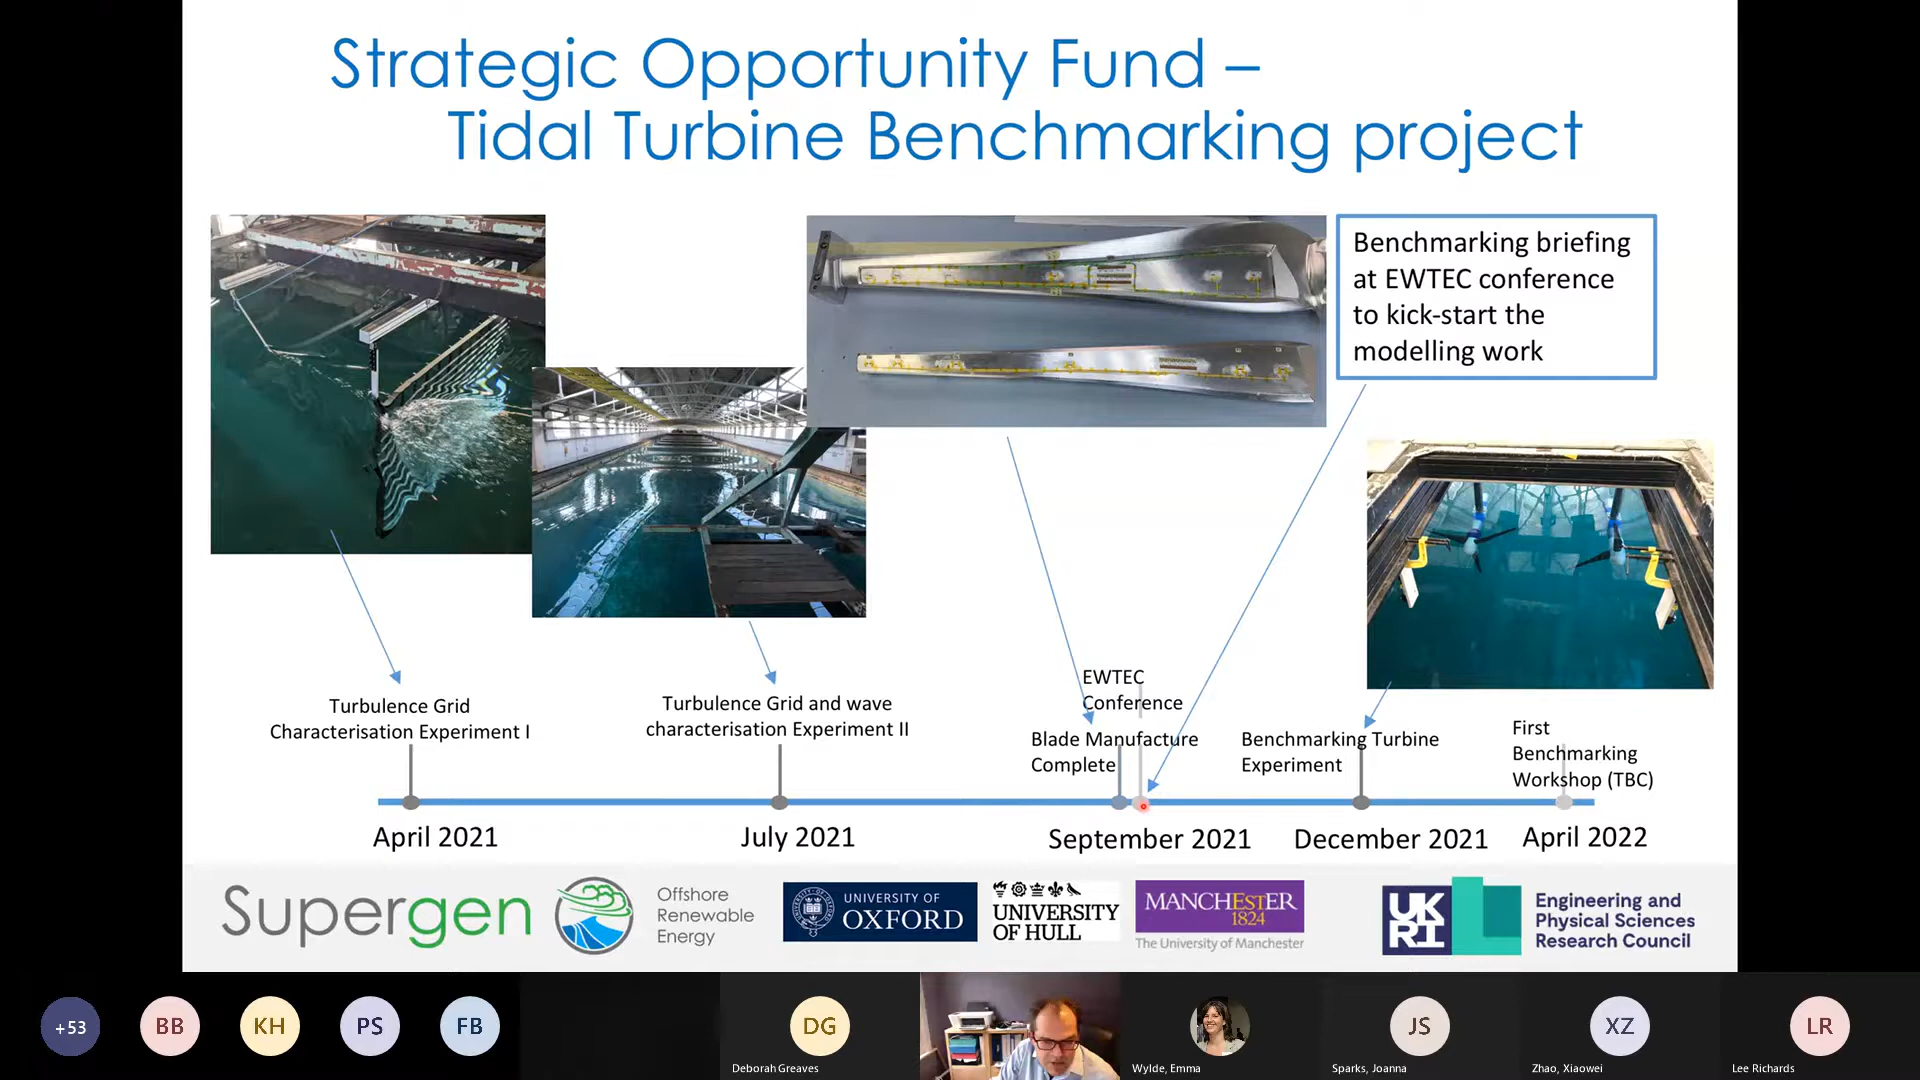 Strategic Opportunity Fund –
Tidal Turbine Benchmarking project
Benchmarking briefing
at EWTEC conference
to kick-start the
modelling work
Turbulence Grid
Characterisation Experiment I
Turbulence Grid and wave
characterisation Experiment II
EWTEC
Conference
Blade Manufacture
Complete
Benchmarking Turbine
Experiment
First
Benchmarking
Workshop (TBC)
April 2021
July 2021
September 2021
December 2021
April 2022
Supergen
Offshore
Renewable
Energy
UNIVERSITY OF
OXFORD
UNIVERSITY
OF HULL
MANCHESTER
1824
The University of Manchester
UK
RI
Engineering and
Physical Sciences
Research Council
+53
BB
KH
PS
FB
DG
Deborah Greaves
Wylde, Emma
JS
Sparks, Joanna
XZ
Zhao, Xiaowei
LR
Lee Richards